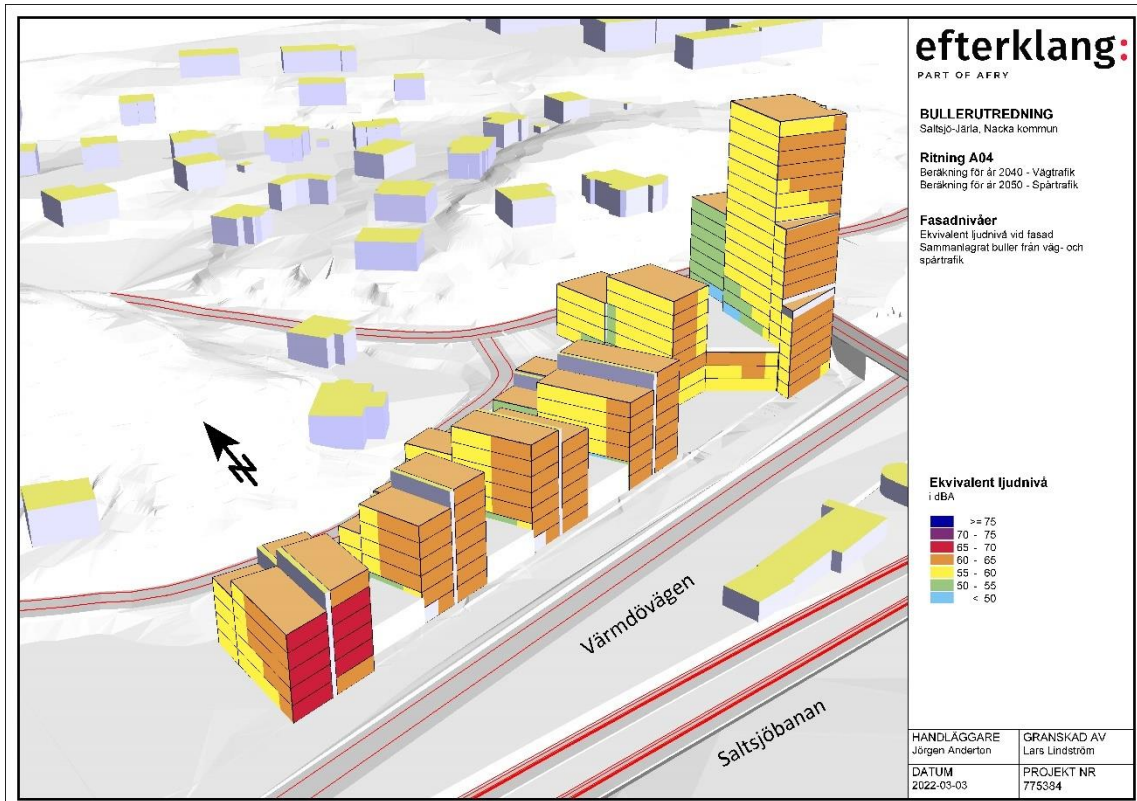 efterklang:
PART OF AFRY
BULLERUTREDNING
Saltsjö-Järla, Nacka kommun
Ritning A04
Beräkning för år 2040 - Vägtrafik
Beräkning för år 2050 - Spårtrafik
Fasadnivåer
Ekvivalent ljudnivå vid fasad
Sammanlagrat buller från väg- och
spårtrafik
N
Värmdövägen
Saltsjöbanan
Ekvivalent ljudnivå
i dBA
>= 75
70 - 75
65 - 70
60 - 65
55 - 60
50 - 55
< 50
HANDLÄGGARE
Jörgen Anderton
GRANSKAD AV
Lars Lindström
DATUM
2022-03-03
PROJEKT NR
775384